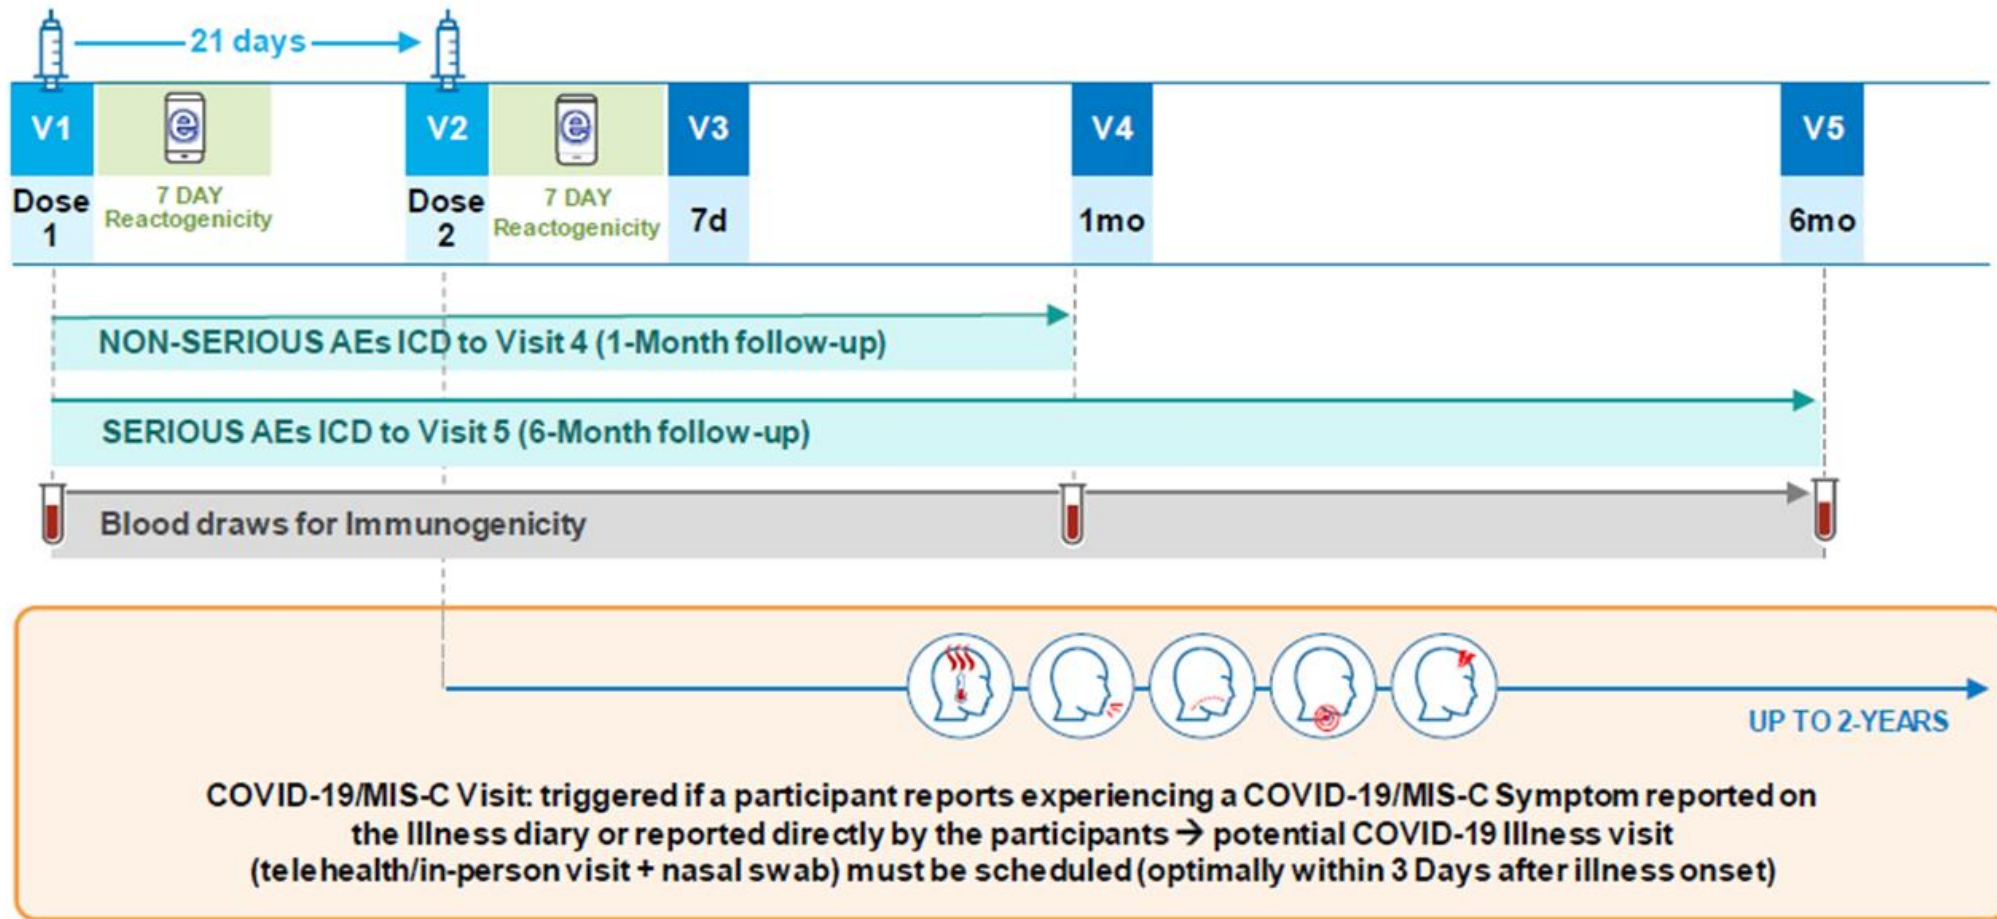 21 days
V1
V2
V3
V4
V5
e
e
Dose
1
7 DAY
Reactogenicity
Dose
2
7 DAY
Reactogenicity
7d
1mo
6mo
NON-SERIOUS AEs ICD to Visit 4 (1-Month follow-up)
SERIOUS AEs ICD to Visit 5 (6-Month follow-up)
Blood draws for Immunogenicity
UP TO 2-YEARS
COVID-19/MIS-C Visit: triggered if a participant reports experiencing a COVID-19/MIS-C Symptom reported on
the Illness diary or reported directly by the participants → potential COVID-19 Illness visit
(telehealth/in-person visit + nasal swab) must be scheduled (optimally within 3 Days after illness onset)